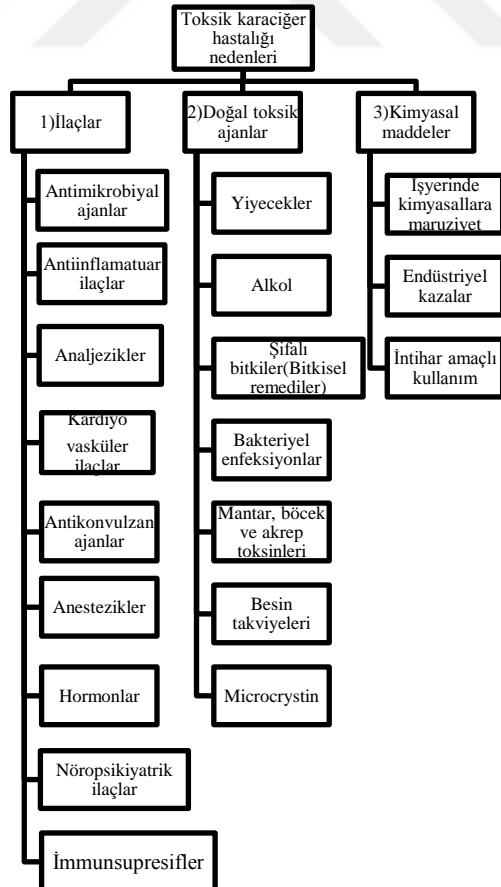 Toksik karaciğer
hastalığı
nedenleri
1)İlaçlar
Antimikrobiyal
ajanlar
Antiinflamatuar
ilaçlar
Analjezikler
Kardiyo
vasküler
ilaçlar
Antikonvulzan
ajanlar
Anestezikler
Hormonlar
Nöropsikiyatrik
ilaçlar
İmmunsupresifler
2)Doğal toksik
ajanlar
Yiyecekler
Alkol
Şifalı
bitkiler(Bitkisel
remediler)
Bakteriyel
enfeksiyonlar
Mantar, böcek
ve akrep
toksinleri
Besin
takviyeleri
Microcrystin
3)Kimyasal
maddeler
İşyerinde
kimyasallara
maruziyet
Endüstriyel
kazalar
İntihar amaçlı
kullanım